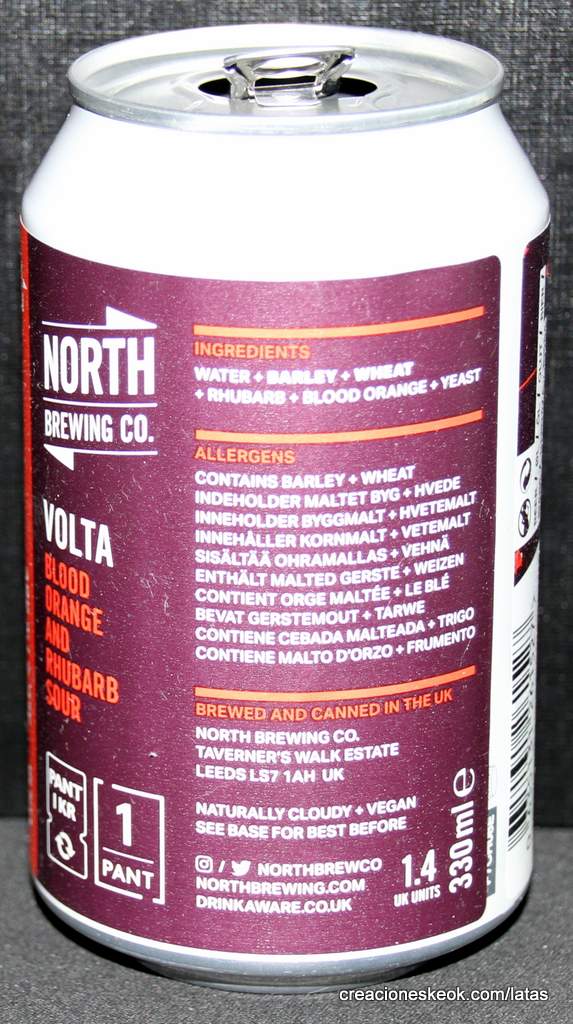 NORTH
BREWING CO.
VOLTA
BLOOD
ORANGE
AND
RHUBARB
SOUR
PANT
1 KR
1
PANT
INGREDIENTS
WATER + BARLEY + WHEAT
+ RHUBARB + BLOOD ORANGE + YEAST
ALLERGENS
CONTAINS BARLEY + WHEAT
INDEHOLDER MALTET BYG + HVEDE
INNEHOLDER BYGGMALT + HVETEMALT
INNEHÅLLER KORNMALT + VETEMALT
SISÄLTÄÄ OHRAMALLAS + VEHNÄ
ENTHÄLT MALTED GERSTE + WEIZEN
CONTIENT ORGE MALTÉE + LE BLÉ
BEVAT GERSTEMOUT + TARWE
CONTIENE CEBADA MALTEADA + TRIGO
CONTIENE MALTO D'ORZO + FRUMENTO
BREWED AND CANNED IN THE UK
NORTH BREWING CO.
TAVERNER'S WALK ESTATE
LEEDS LS7 1AH UK
NATURALLY CLOUDY + VEGAN
SEE BASE FOR BEST BEFORE
/ NORTHBREWCO
NORTHBREWING.COM
DRINKAWARE.CO.UK
1.4
UK UNITS
330 ml e
creacioneskeok.com/latas